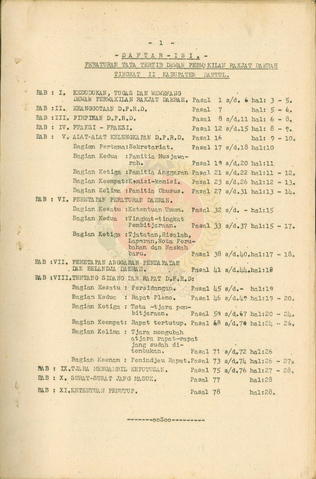 - 1 -
- D A F T A R - I S I . -
PERATURAN TATA TERTIB DEWAN PERWAKILAN RAKJAT DAERAH
TINGKAT II KABUPATEN BANTUL.
BAB : I. KEDUDUKAN, TUGAS DAN WEWENANG
DEWAN PERWAKILAN RAKJAT DAERAH. Pasal 1 s/d. 6 hal: 3 - 5.
BAB : II. KEANGGOTAAN D.P.R.D. Pasal 7 hal: 5 - 6.
BAB : III. PIMPINAN D.P.R.D. Pasal 8 s/d.11 hal: 6 - 8.
BAB : IV. FRAKSI - FRAKSI. Pasal 12 s/d.15 hal: 8 - 9.
BAB : V. ALAT-ALAT KELENGKAPAN D.P.R.D. Pasal 16 hal: 9 - 10.
Bagian Pertama: Sekretariat. Pasal 17 s/d.18 hal:10
Bagian Kedua : Panitia Musjawa-
rah. Pasal 19 s/d.20 hal:11
Bagian Ketiga : Panitia Anggaran Pasal 21 s/d.22 hal:11 - 12.
Bagian Keempat: Komisi-komisi. Pasal 23 s/d.26 hal:12 - 13.
Bagian Kelima : Panitia Chusus. Pasal 27 s/d.31 hal:13 - 14.
BAB : VI. PENETAPAN PERATURAN DAERAH.
Bagian Kesatu : Ketentuan Umum. Pasal 32 hal:15.
Bagian Kedua : Tingkat-tingkat
Pembitjaraan. Pasal 33 s/d.37 hal:15 - 17.
Bagian Ketiga : Tjatatan, Risalah,
Laporan, Nota Peru-
bahan dan Naskah
baru. Pasal 38 s/d.40. hal:17 - 18.
BAB : VII. PENETAPAN ANGGARAN PENDAPATAN
DAN BELANDJA DAERAH. Pasal 41 s/d.44 hal:18
BAB : VIII. TENTANG SIDANG DAN RAPAT D.P.R.D:
Bagian Kesatu : Persidangan. Pasal 45 s/d.- hal:19
Bagian Kedua : Rapat Pleno. Pasal 46 s/d. hal:19 - 20.
Bagian Ketiga : Tata -tjara pem-
bitjaraan. Pasal s/d. hal:20 - 24.
Bagian Keempat: Rapat tertutup. Pasal 68 s/d. hal:24 - 26.
Bagian Kelima : Tjara mengubah
atjara rapat-rapat
jang sudah di-
tentukan. Pasal 71 s/d.72 hal:26
Bagian Keenam : Penindjau Rapat. Pasal 73 s/d.74 hal:26 - 27.
BAB : IX. TJARA MENGAMBIL KEPUTUSAN. Pasal 75 s/d.76 hal:27 - 28.
BAB : X. SURAT-SURAT JANG MASUK. Pasal 77 hal:28.
BAB : XI. KETENTUAN PENUTUP. Pasal 78 hal:28.